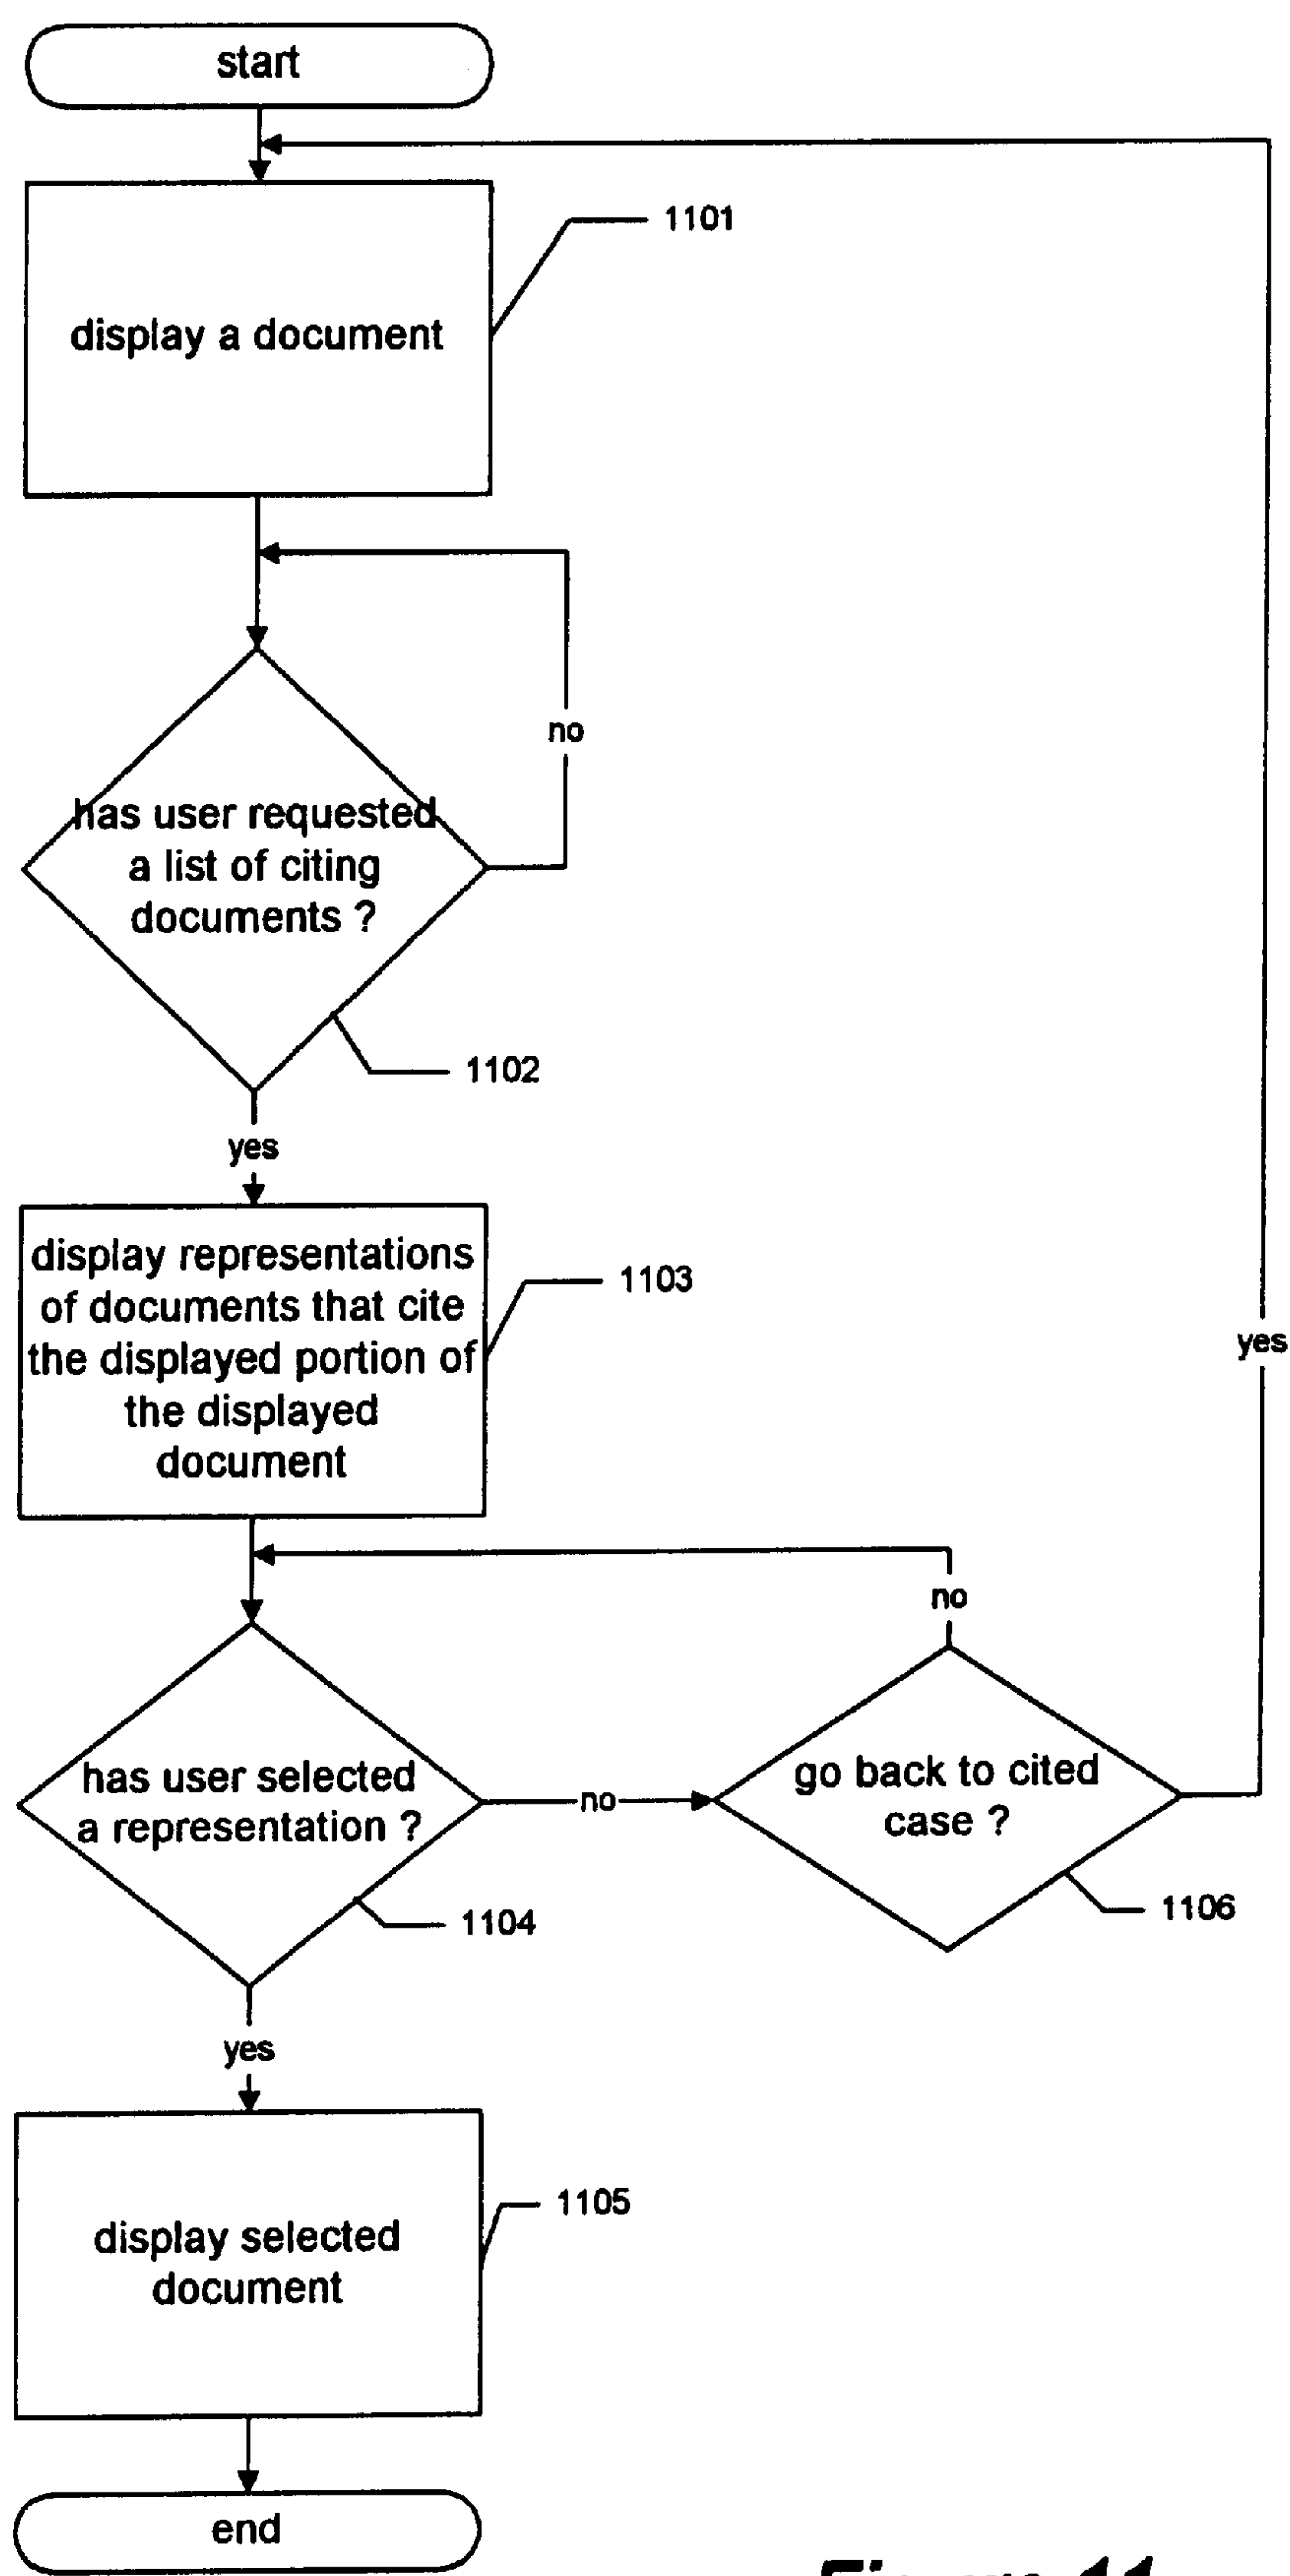 start
1101
display a document
no
has user requested
a list of citing
documents ?
1102
yes
display representations
of documents that cite
the displayed portion of
the displayed
document
1103
yes
no
has user selected
a representation ?
no
go back to cited
case ?
1104
1106
yes
1105
display selected
document
end
Figure 11